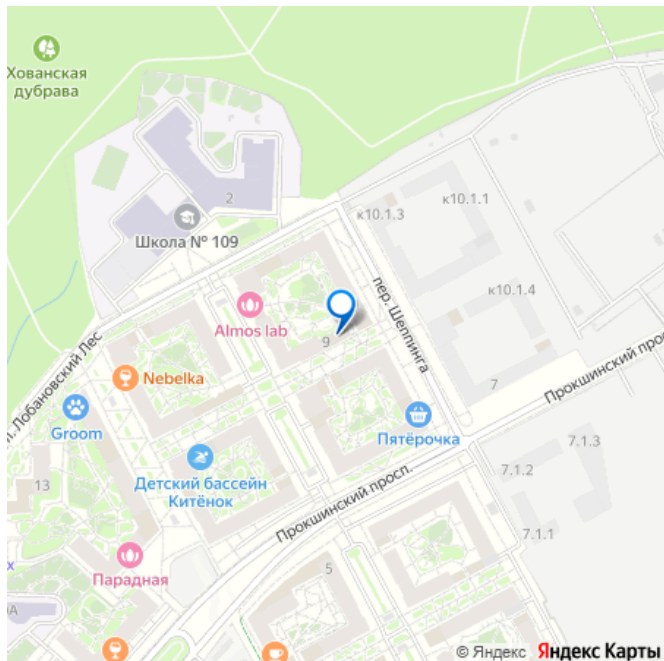 Хованская
дубрава
к10.1.1
2
к10.1.3
Школа № 109
пер. Шеппинга
к10.1.4
Almos lab
9
Лобановский Лес
Nebelka
7
Прокшинский прос
Groom
Пятёрочка
7.1.3
Детский бассейн
Китёнок
7.1.2
13
Прокшинский просп.
7.1.1
Парадная
5
© Яндекс Яндекс Карты